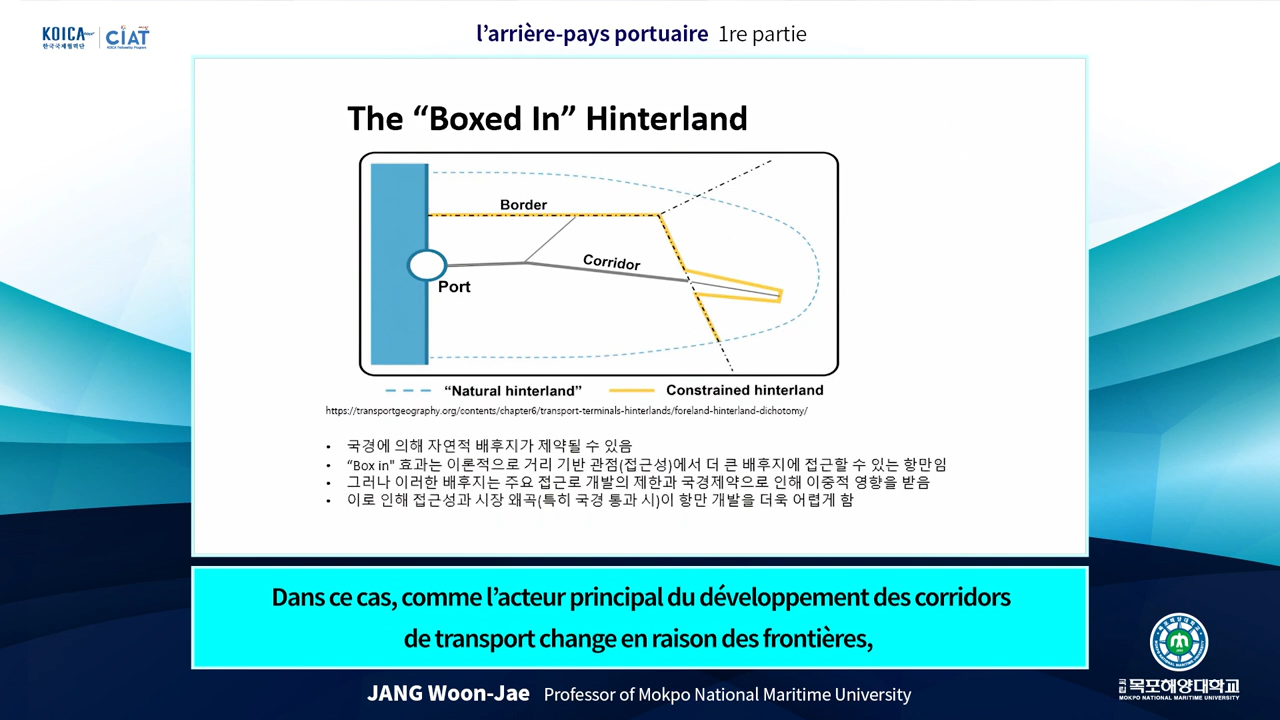 KOICA
한국국제협력단
CIAT
KOICA Fellowship Program
l’arrière-pays portuaire 1re partie
The “Boxed In” Hinterland
Border
Corridor
Port
“Natural hinterland”
Constrained hinterland
https://transportgeography.org/contents/chapter6/transport-terminals-hinterlands/foreland-hinterland-dichotomy/
• 국경에 의해 자연적 배후지가 제약될 수 있음
• “Box in" 효과는 이론적으로 거리 기반 관점(접근성)에서 더 큰 배후지에 접근할 수 있는 항만임
• 그러나 이러한 배후지는 주요 접근로 개발의 제한과 국경제약으로 인해 이중적 영향을 받음
• 이로 인해 접근성과 시장 왜곡(특히 국경 통과 시)이 항만 개발을 더욱 어렵게 함
Dans ce cas, comme l’acteur principal du développement des corridors
de transport change en raison des frontières,
JANG Woon-Jae Professor of Mokpo National Maritime University
국립 목포해양대학교
MOKPO NATIONAL MARITIME UNIVERSITY